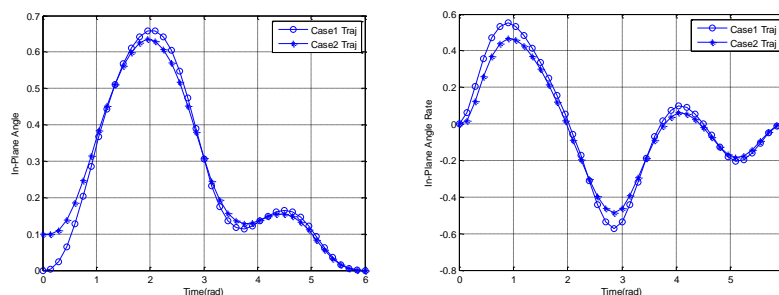 0.7
0.6
0.5
0.4
0.3
0.2
0.1
0
0 1 2 3 4 5 6
In-Plane Angle
Time(rad)
Case1 Traj
Case2 Traj
0.6
0.4
0.2
0
-0.2
-0.4
-0.6
-0.8
0 1 2 3 4 5
In-Plane Angle Rate
Time(rad)
Case1 Traj
Case2 Traj